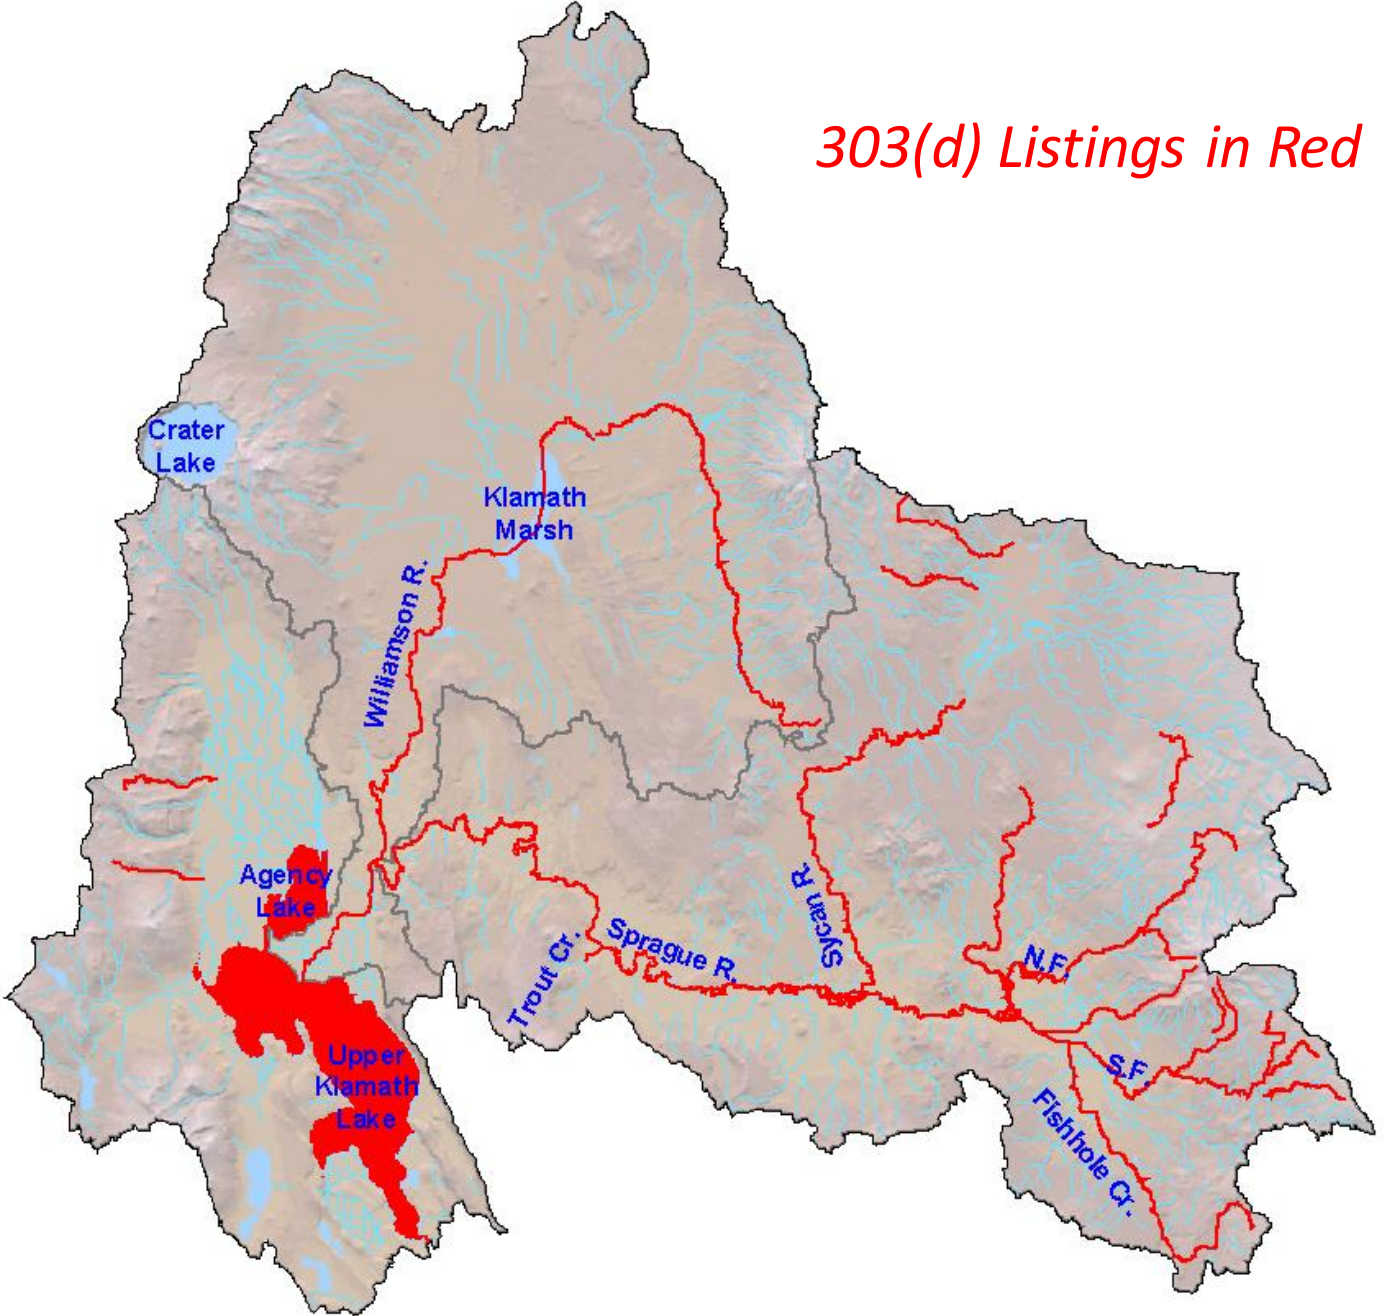 303(d) Listings in Red
Crater
Lake
Klamath
Marsh
Williamson R.
Agency
Lake
Sycan R.
Sprague R.
Trout Cr.
N.F.
S.F.
Upper
Klamath
Lake
Fishhole Cr.